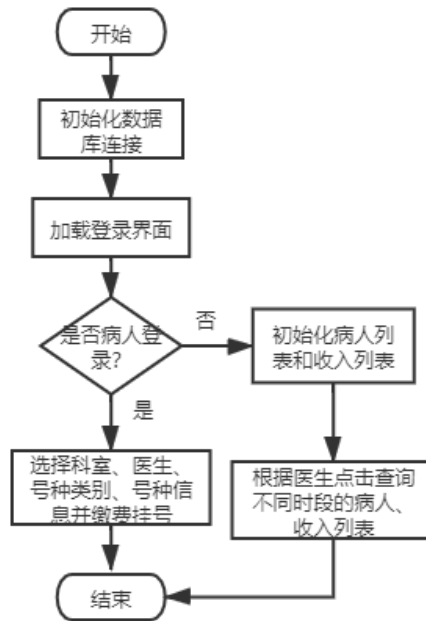 开始
初始化数据
库连接
加载登录界面
是否病人登
录?
否
初始化病人列
表和收入列表
是
选择科室、医生、
号种类别、号种信
息并缴费挂号
根据医生点击查询
不同时段的病人、
收入列表
结束